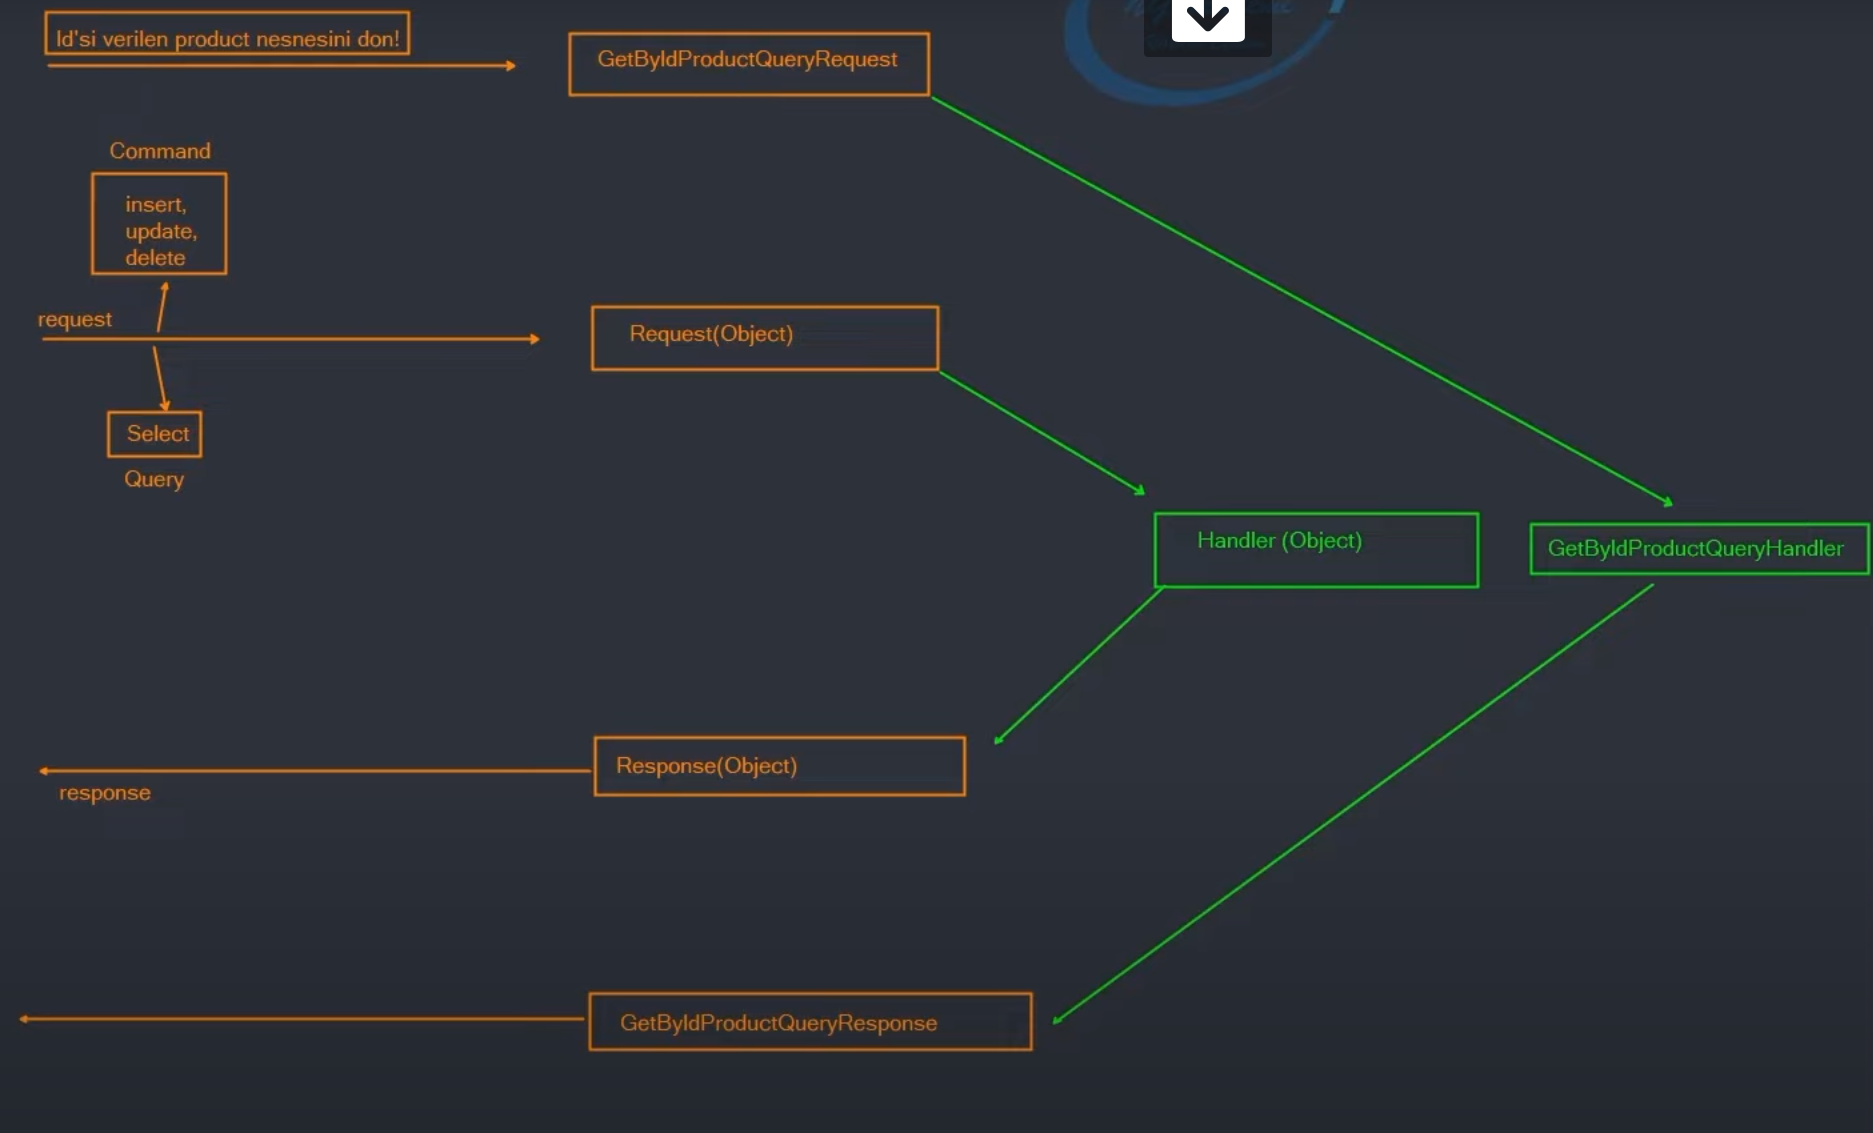 Id'si verilen product nesnesini don!
GetByIdProductQueryRequest
Command
insert,
update,
delete
request
Request(Object)
Select
Query
Handler (Object)
GetByIdProductQueryHandler
Response(Object)
response
GetByIdProductQueryResponse